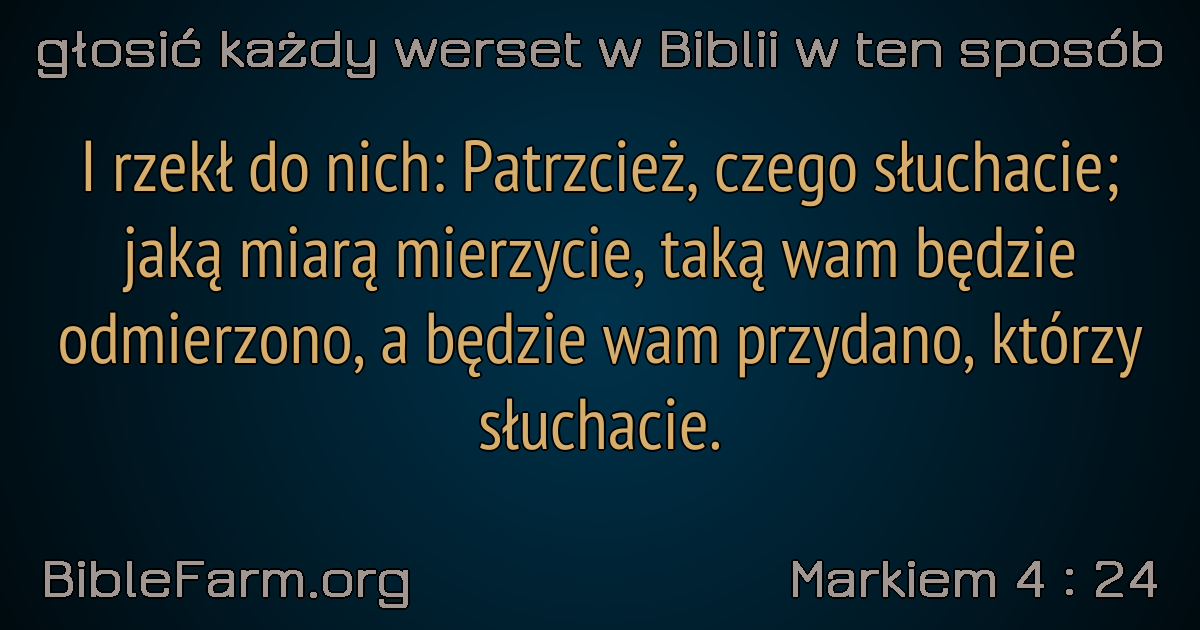 głosić każdy werset w Biblii w ten sposób
I rzekł do nich: Patrzcież, czego słuchacie;
jaką miarą mierzycie, taką wam będzie
odmierzono, a będzie wam przydano, którzy
słuchacie.
BibleFarm.org
Markiem 4 : 24